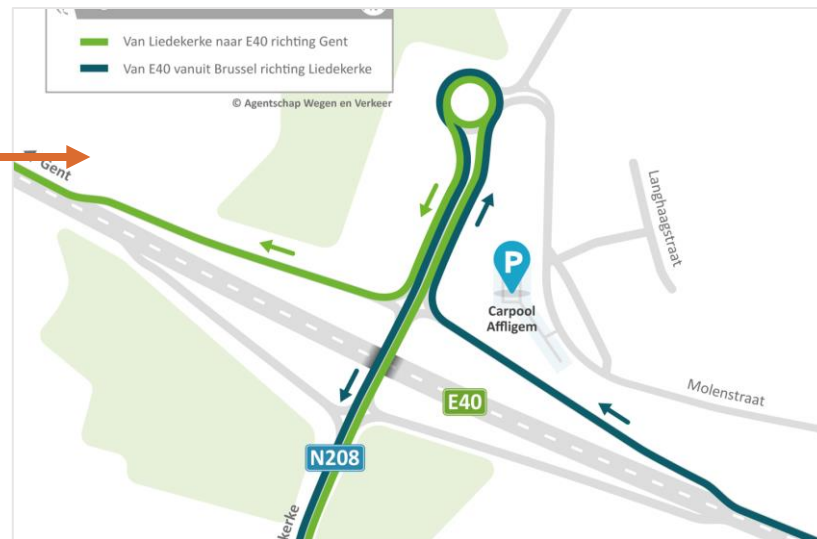 Van Liedekerke naar E40 richting Gent
Van E40 vanuit Brussel richting Liedekerke
© Agentschap Wegen en Verkeer
Gent
Langhaagstraat
P
Carpool
Affligem
Molenstraat
E40
N208
kerke